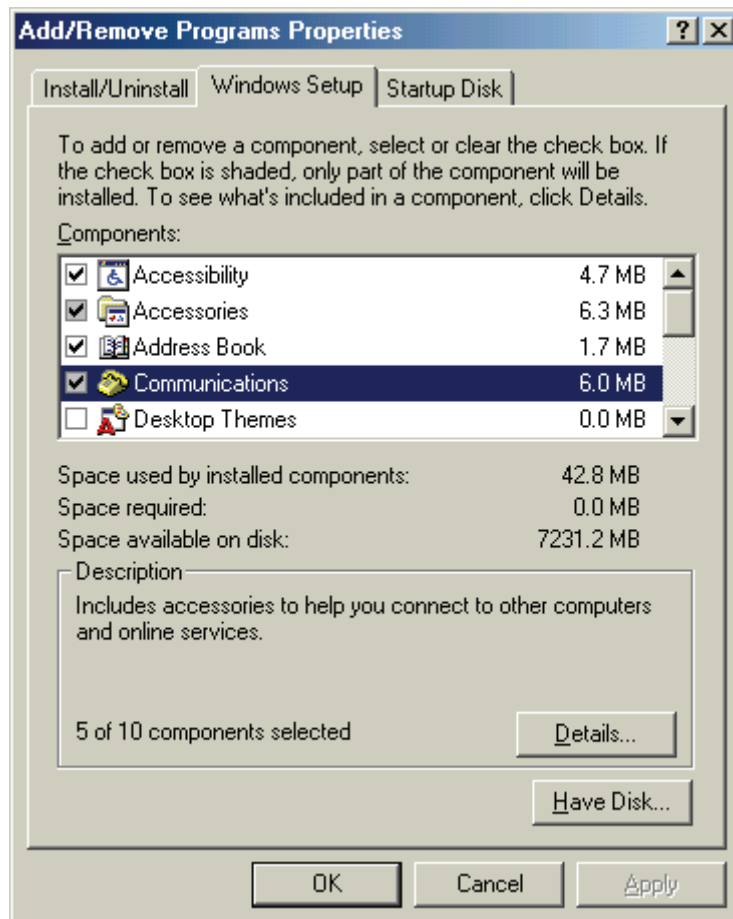 Add/Remove Programs Properties
Install/Uninstall Windows Setup Startup Disk
To add or remove a component, select or clear the check box. If
the check box is shaded, only part of the component will be
installed. To see what's included in a component, click Details.
Components:
Accessibility 4.7 MB
Accessories 6.3 MB
Address Book 1.7 MB
Communications 6.0 MB
Desktop Themes 0.0 MB
Space used by installed components: 42.8 MB
Space required: 0.0 MB
Space available on disk: 7231.2 MB
Description
Includes accessories to help you connect to other computers
and online services.
5 of 10 components selected Details...
Have Disk...
OK Cancel Apply